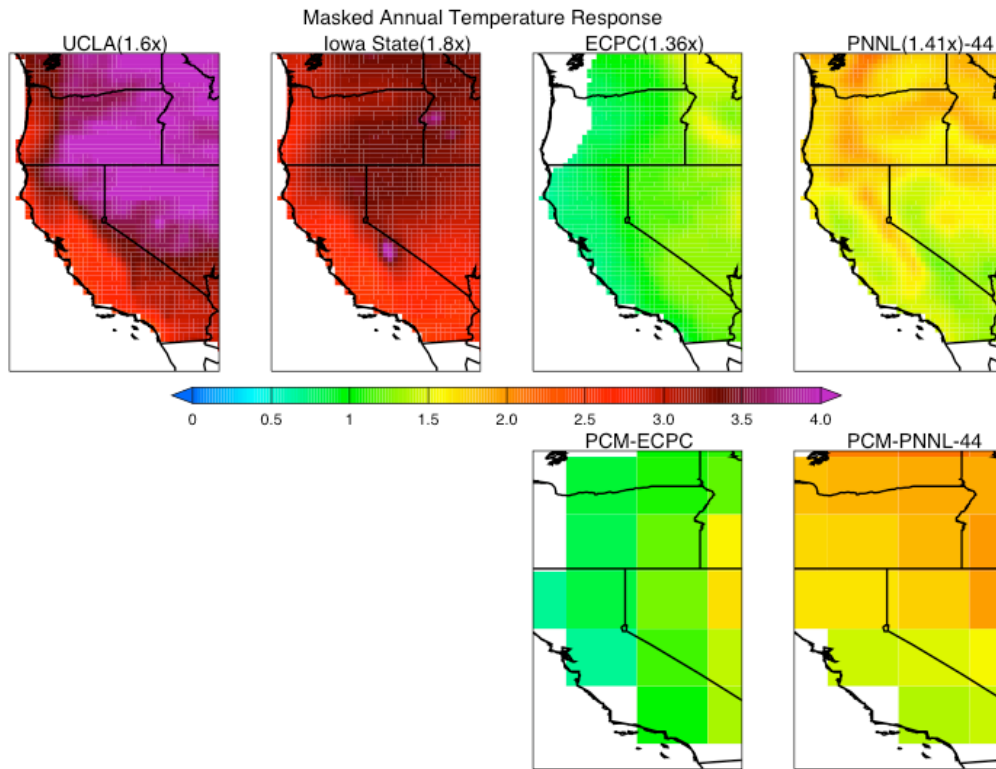 Masked Annual Temperature Response
UCLA(1.6x) Iowa State(1.8x) ECPC(1.36x) PNNL(1.41x)-44
0 0.5 1 1.5 2.0 2.5 3.0 3.5 4.0
PCM-ECPC PCM-PNNL-44